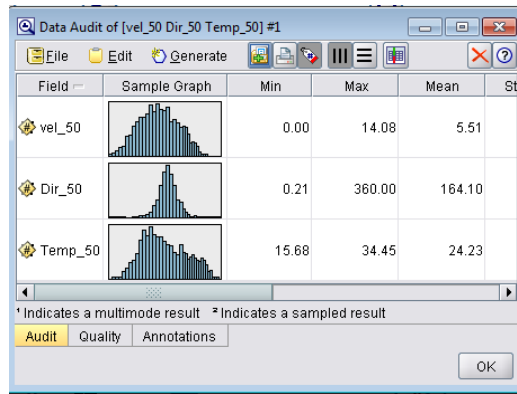 Data Audit of [vel_50 Dir_50 Temp_50] #1
File Edit Generate
Field Sample Graph Min Max Mean St
vel_50 0.00 14.08 5.51
Dir_50 0.21 360.00 164.10
Temp_50 15.68 34.45 24.23
¹ Indicates a multimode result ² Indicates a sampled result
Audit Quality Annotations
OK